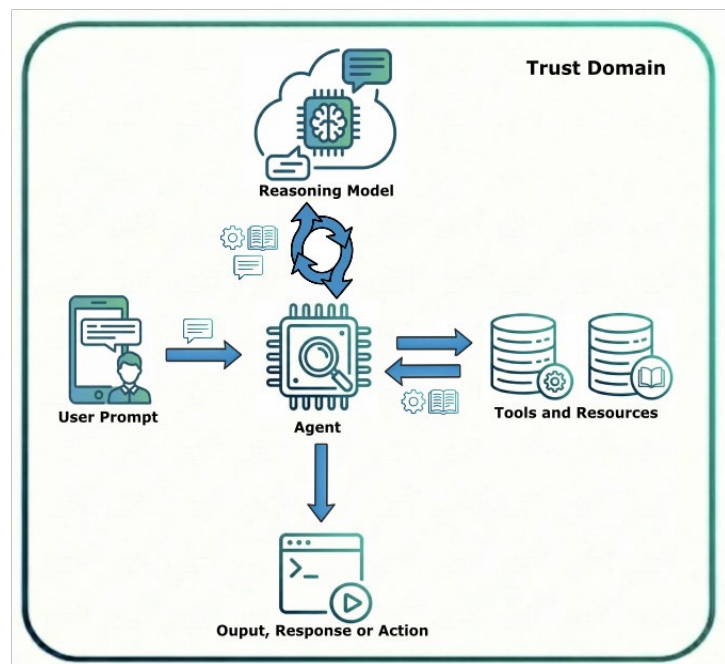 Trust Domain
Reasoning Model
User Prompt
Agent
Tools and Resources
Ouput, Response or Action